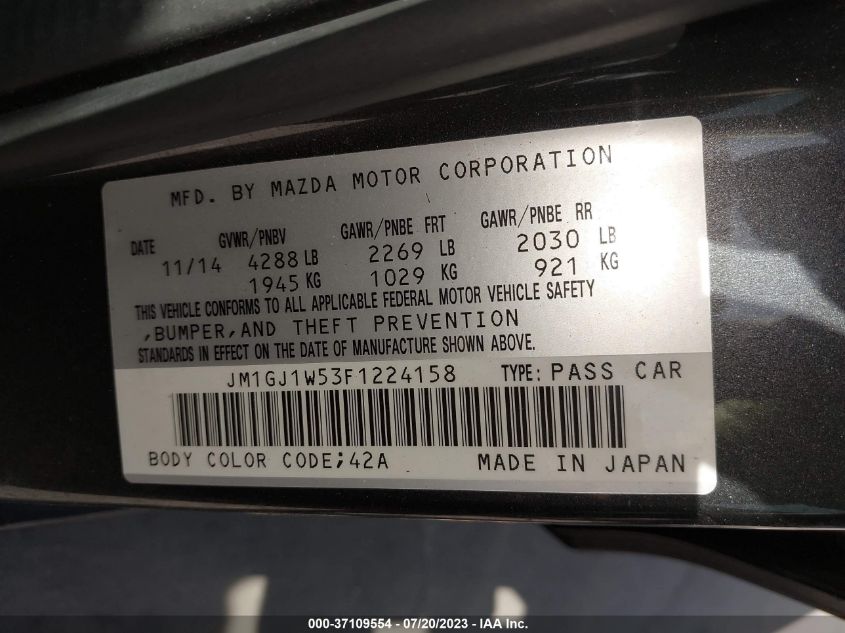 MFD. BY MAZDA MOTOR CORPORATION
DATE GVWR/PNBV GAWR/PNBE FRT GAWR/PNBE RR
11/14 4288 LB 2269 LB 2030 LB
1945 KG 1029 KG 921 KG
THIS VEHICLE CONFORMS TO ALL APPLICABLE FEDERAL MOTOR VEHICLE SAFETY
,BUMPER,AND THEFT PREVENTION
STANDARDS IN EFFECT ON THE DATE OF MANUFACTURE SHOWN ABOVE.
JM1GJ1W53F1224158 TYPE: PASS CAR
BODY COLOR CODE;42A MADE IN JAPAN
000-37109554 - 07/20/2023 - IAA Inc.